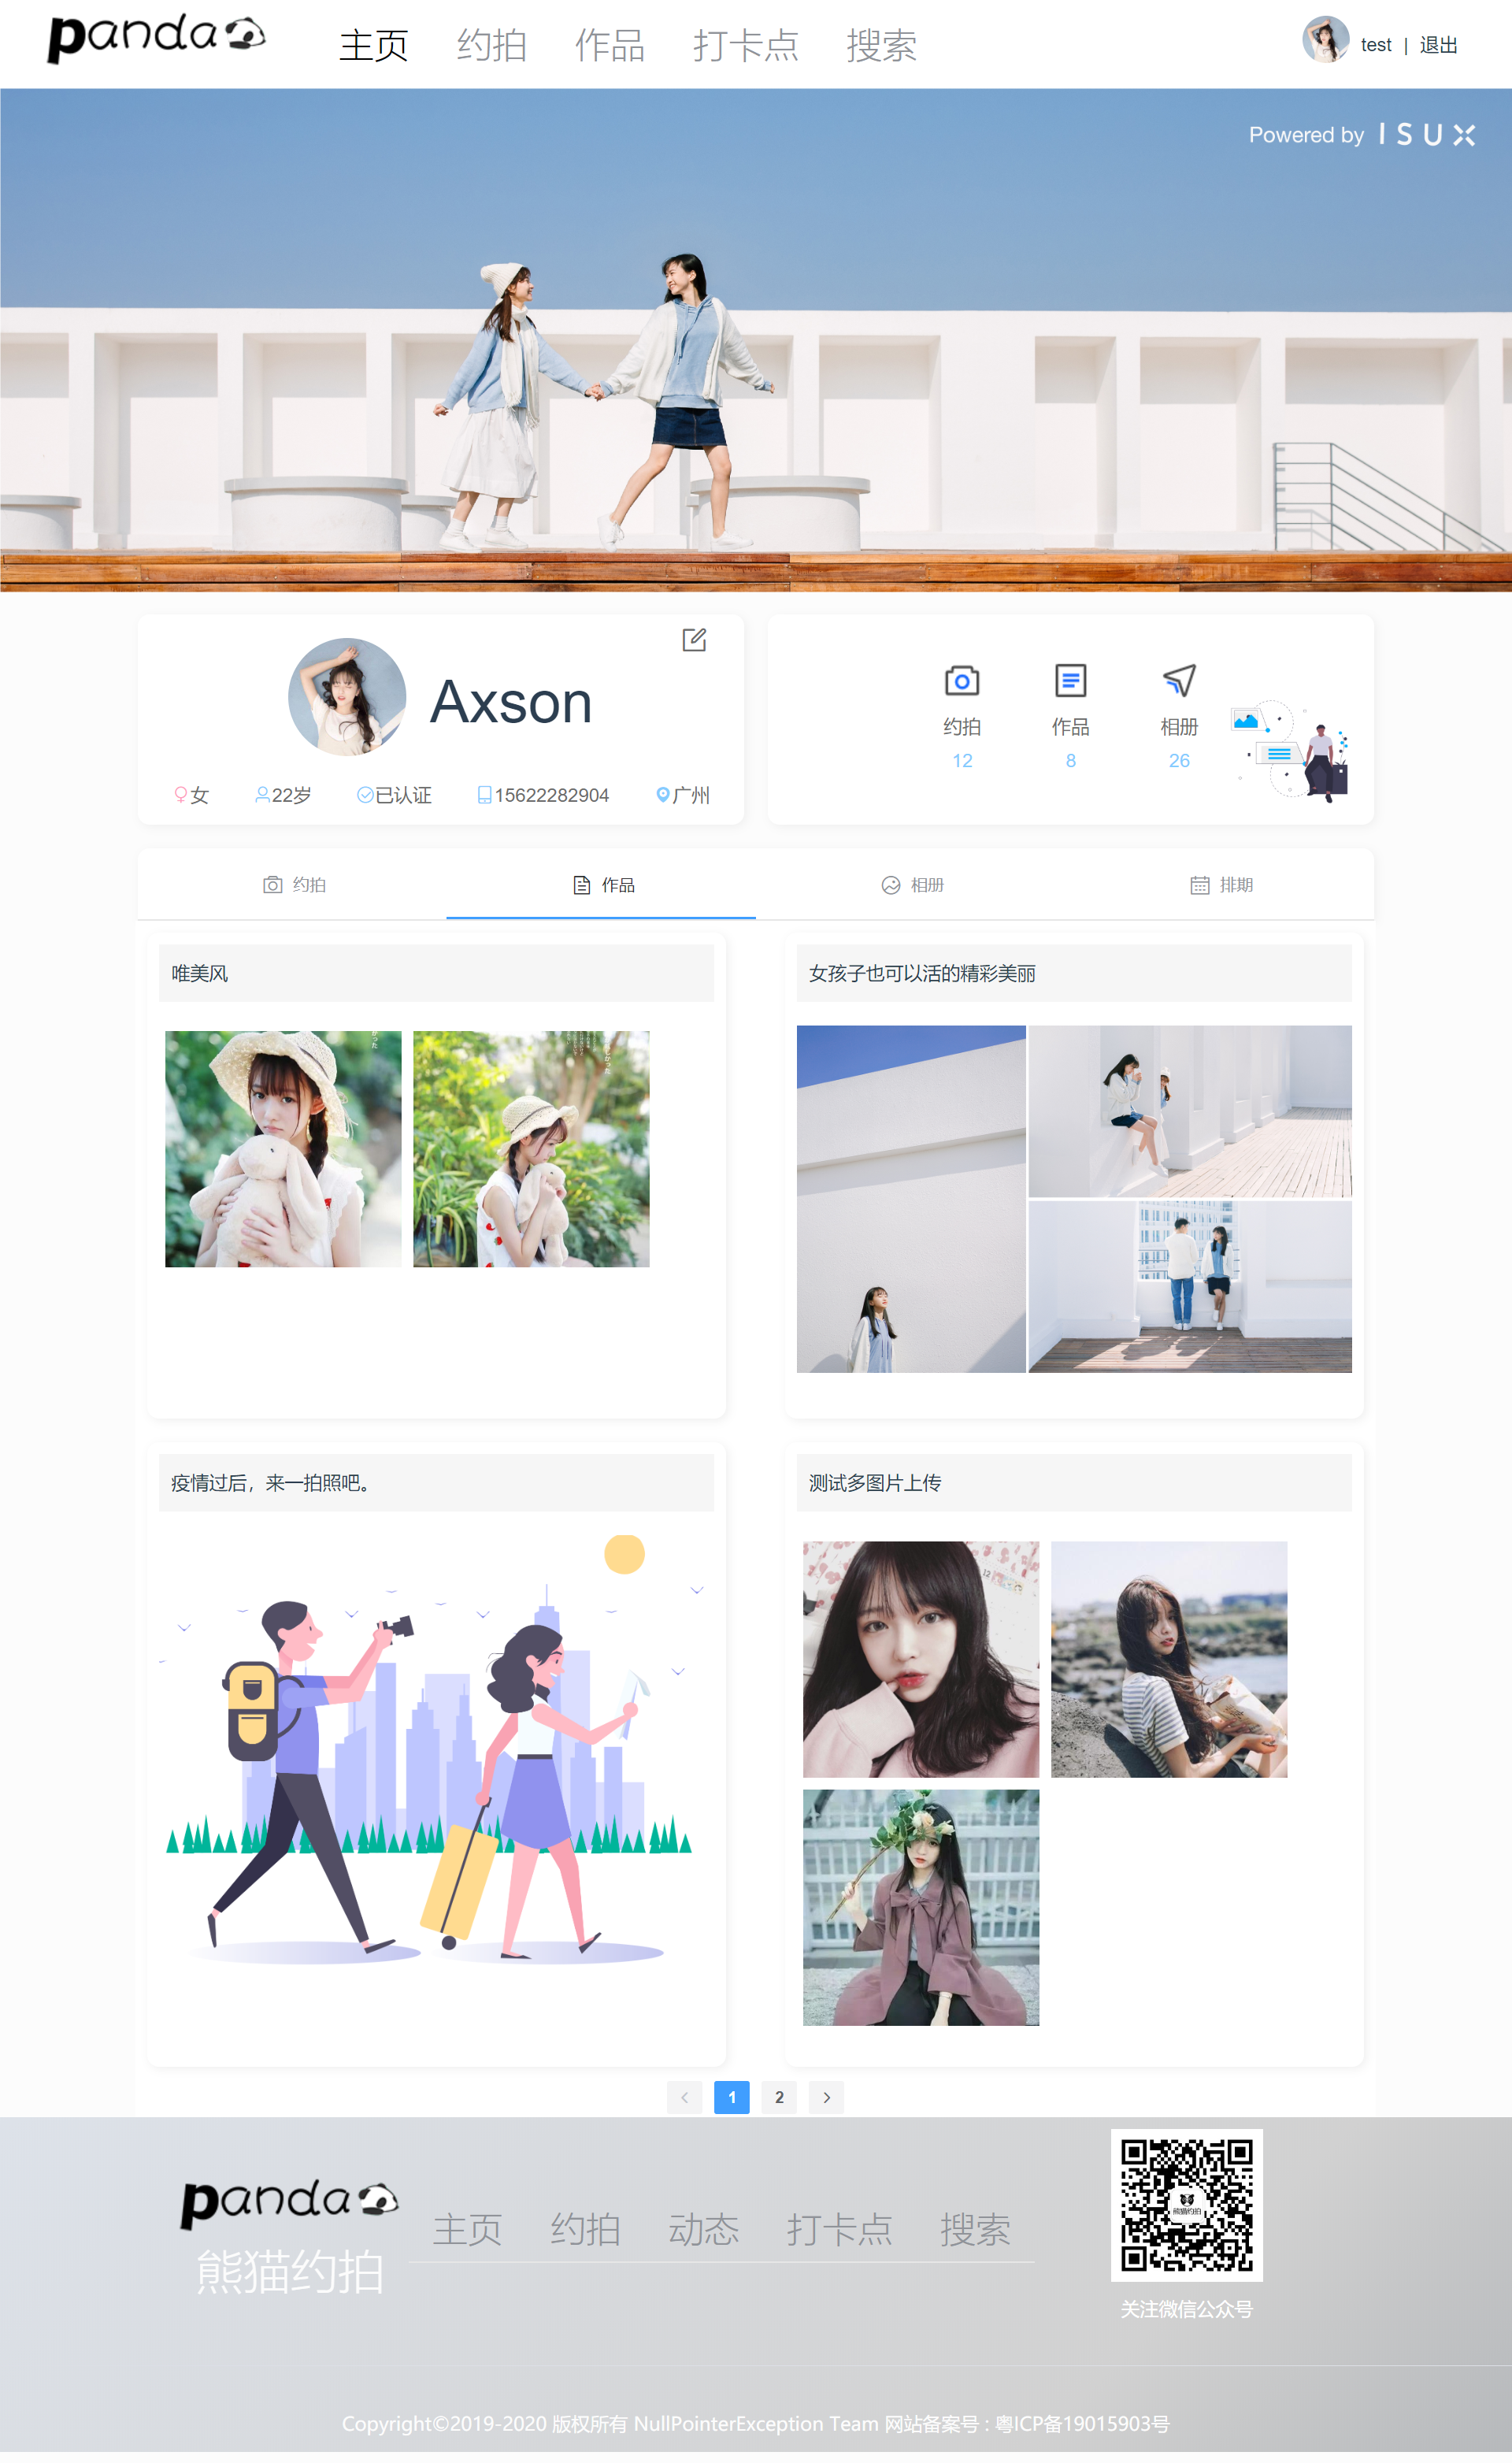 panda
主页 约拍 作品 打卡点 搜索
test | 退出
Powered by ISUX
Axson
女 22岁 已认证 15622282904 广州
约拍 作品 相册
12 8 26
约拍 作品 相册 排期
唯美风
女孩子也可以活的精彩美丽
疫情过后，来一拍照吧。
测试多图片上传
1 2
panda
熊猫约拍
主页 约拍 动态 打卡点 搜索
熊猫约拍
关注微信公众号
Copyright©2019-2020 版权所有 NullPointerException Team 网站备案号 : 粤ICP备19015903号